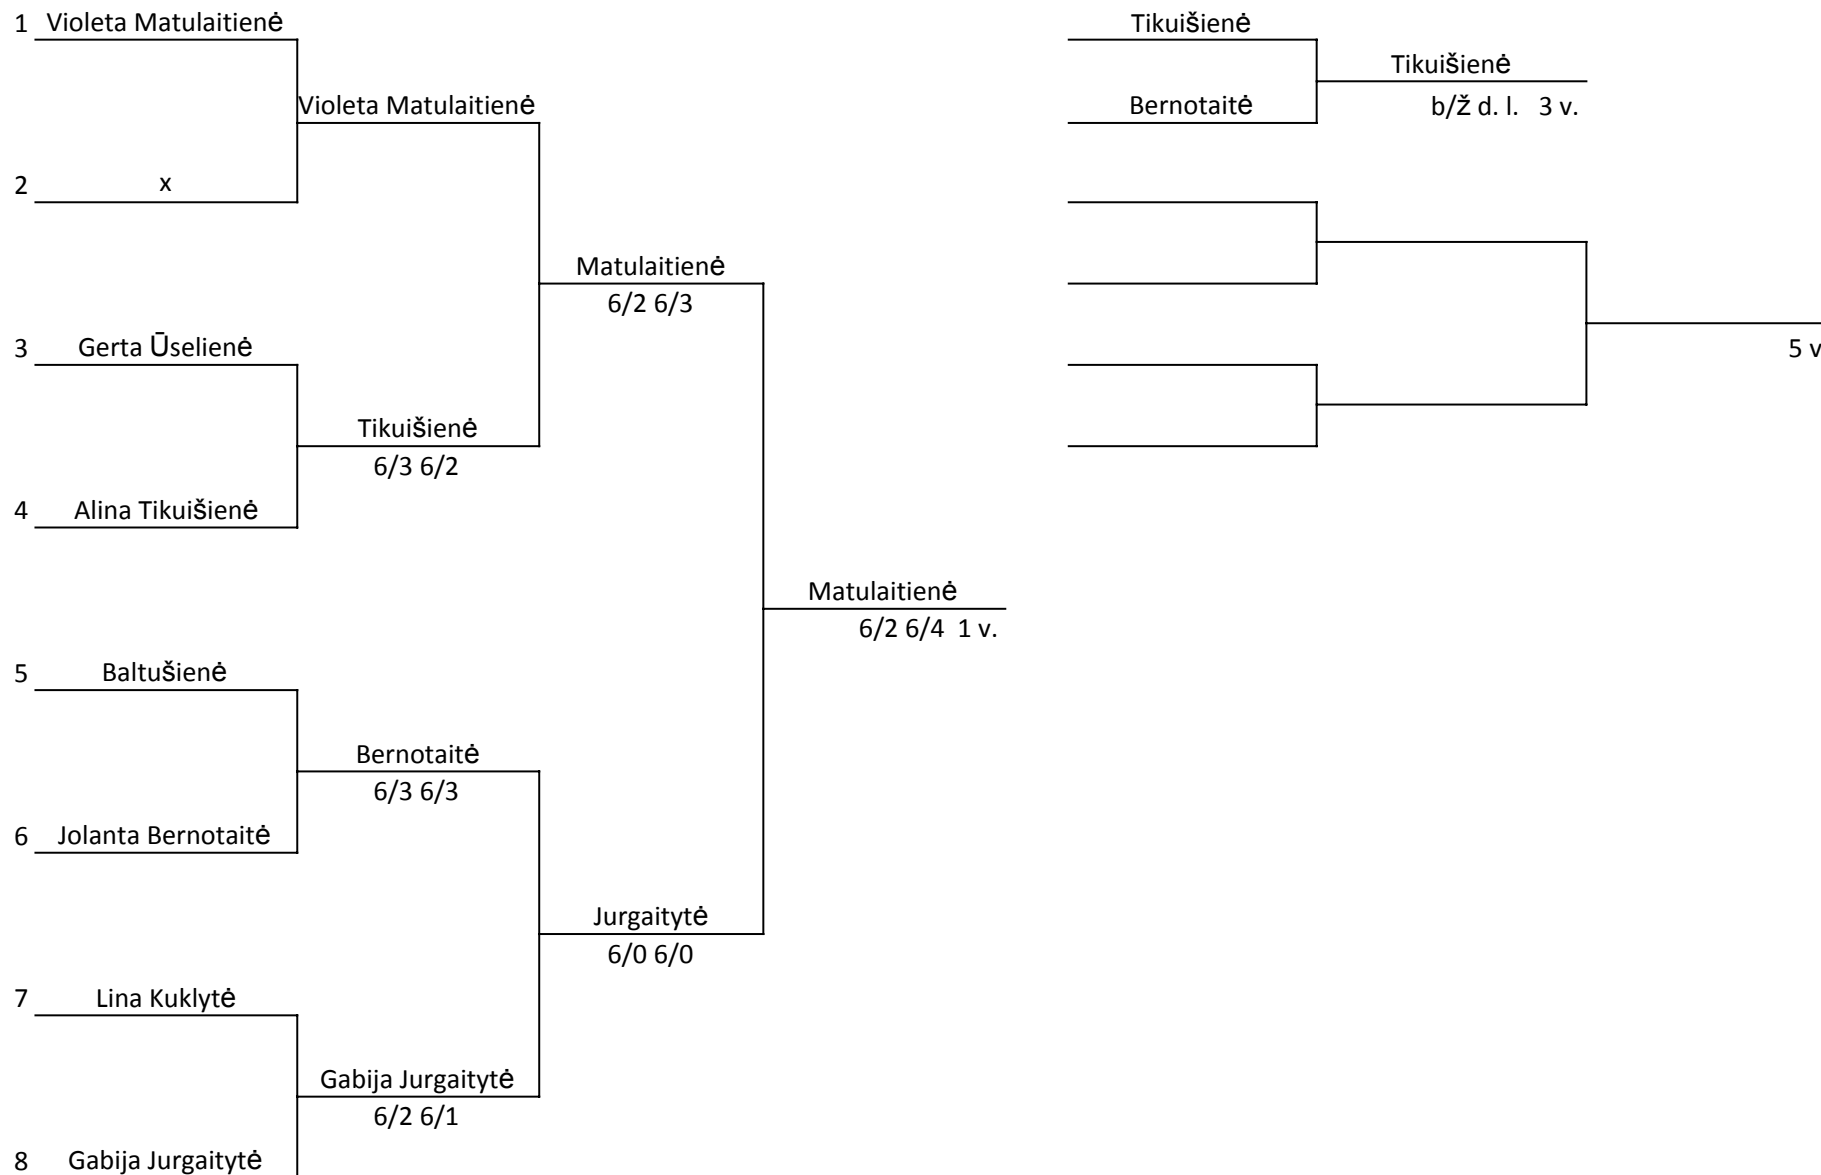 1 Violeta Matulaitienė
Violeta Matulaitienė
2 x
Matulaitienė
6/2 6/3
3 Gerta Ūselienė
Tikuišienė
6/3 6/2
4 Alina Tikuišienė
Matulaitienė
6/2 6/4 1 v.
5 Baltušienė
Bernotaitė
6/3 6/3
6 Jolanta Bernotaitė
Jurgaitytė
6/0 6/0
7 Lina Kuklytė
Gabija Jurgaitytė
6/2 6/1
8 Gabija Jurgaitytė
Tikuišienė
Tikuišienė
Bernotaitė
b/ž d. l. 3 v.
5 v